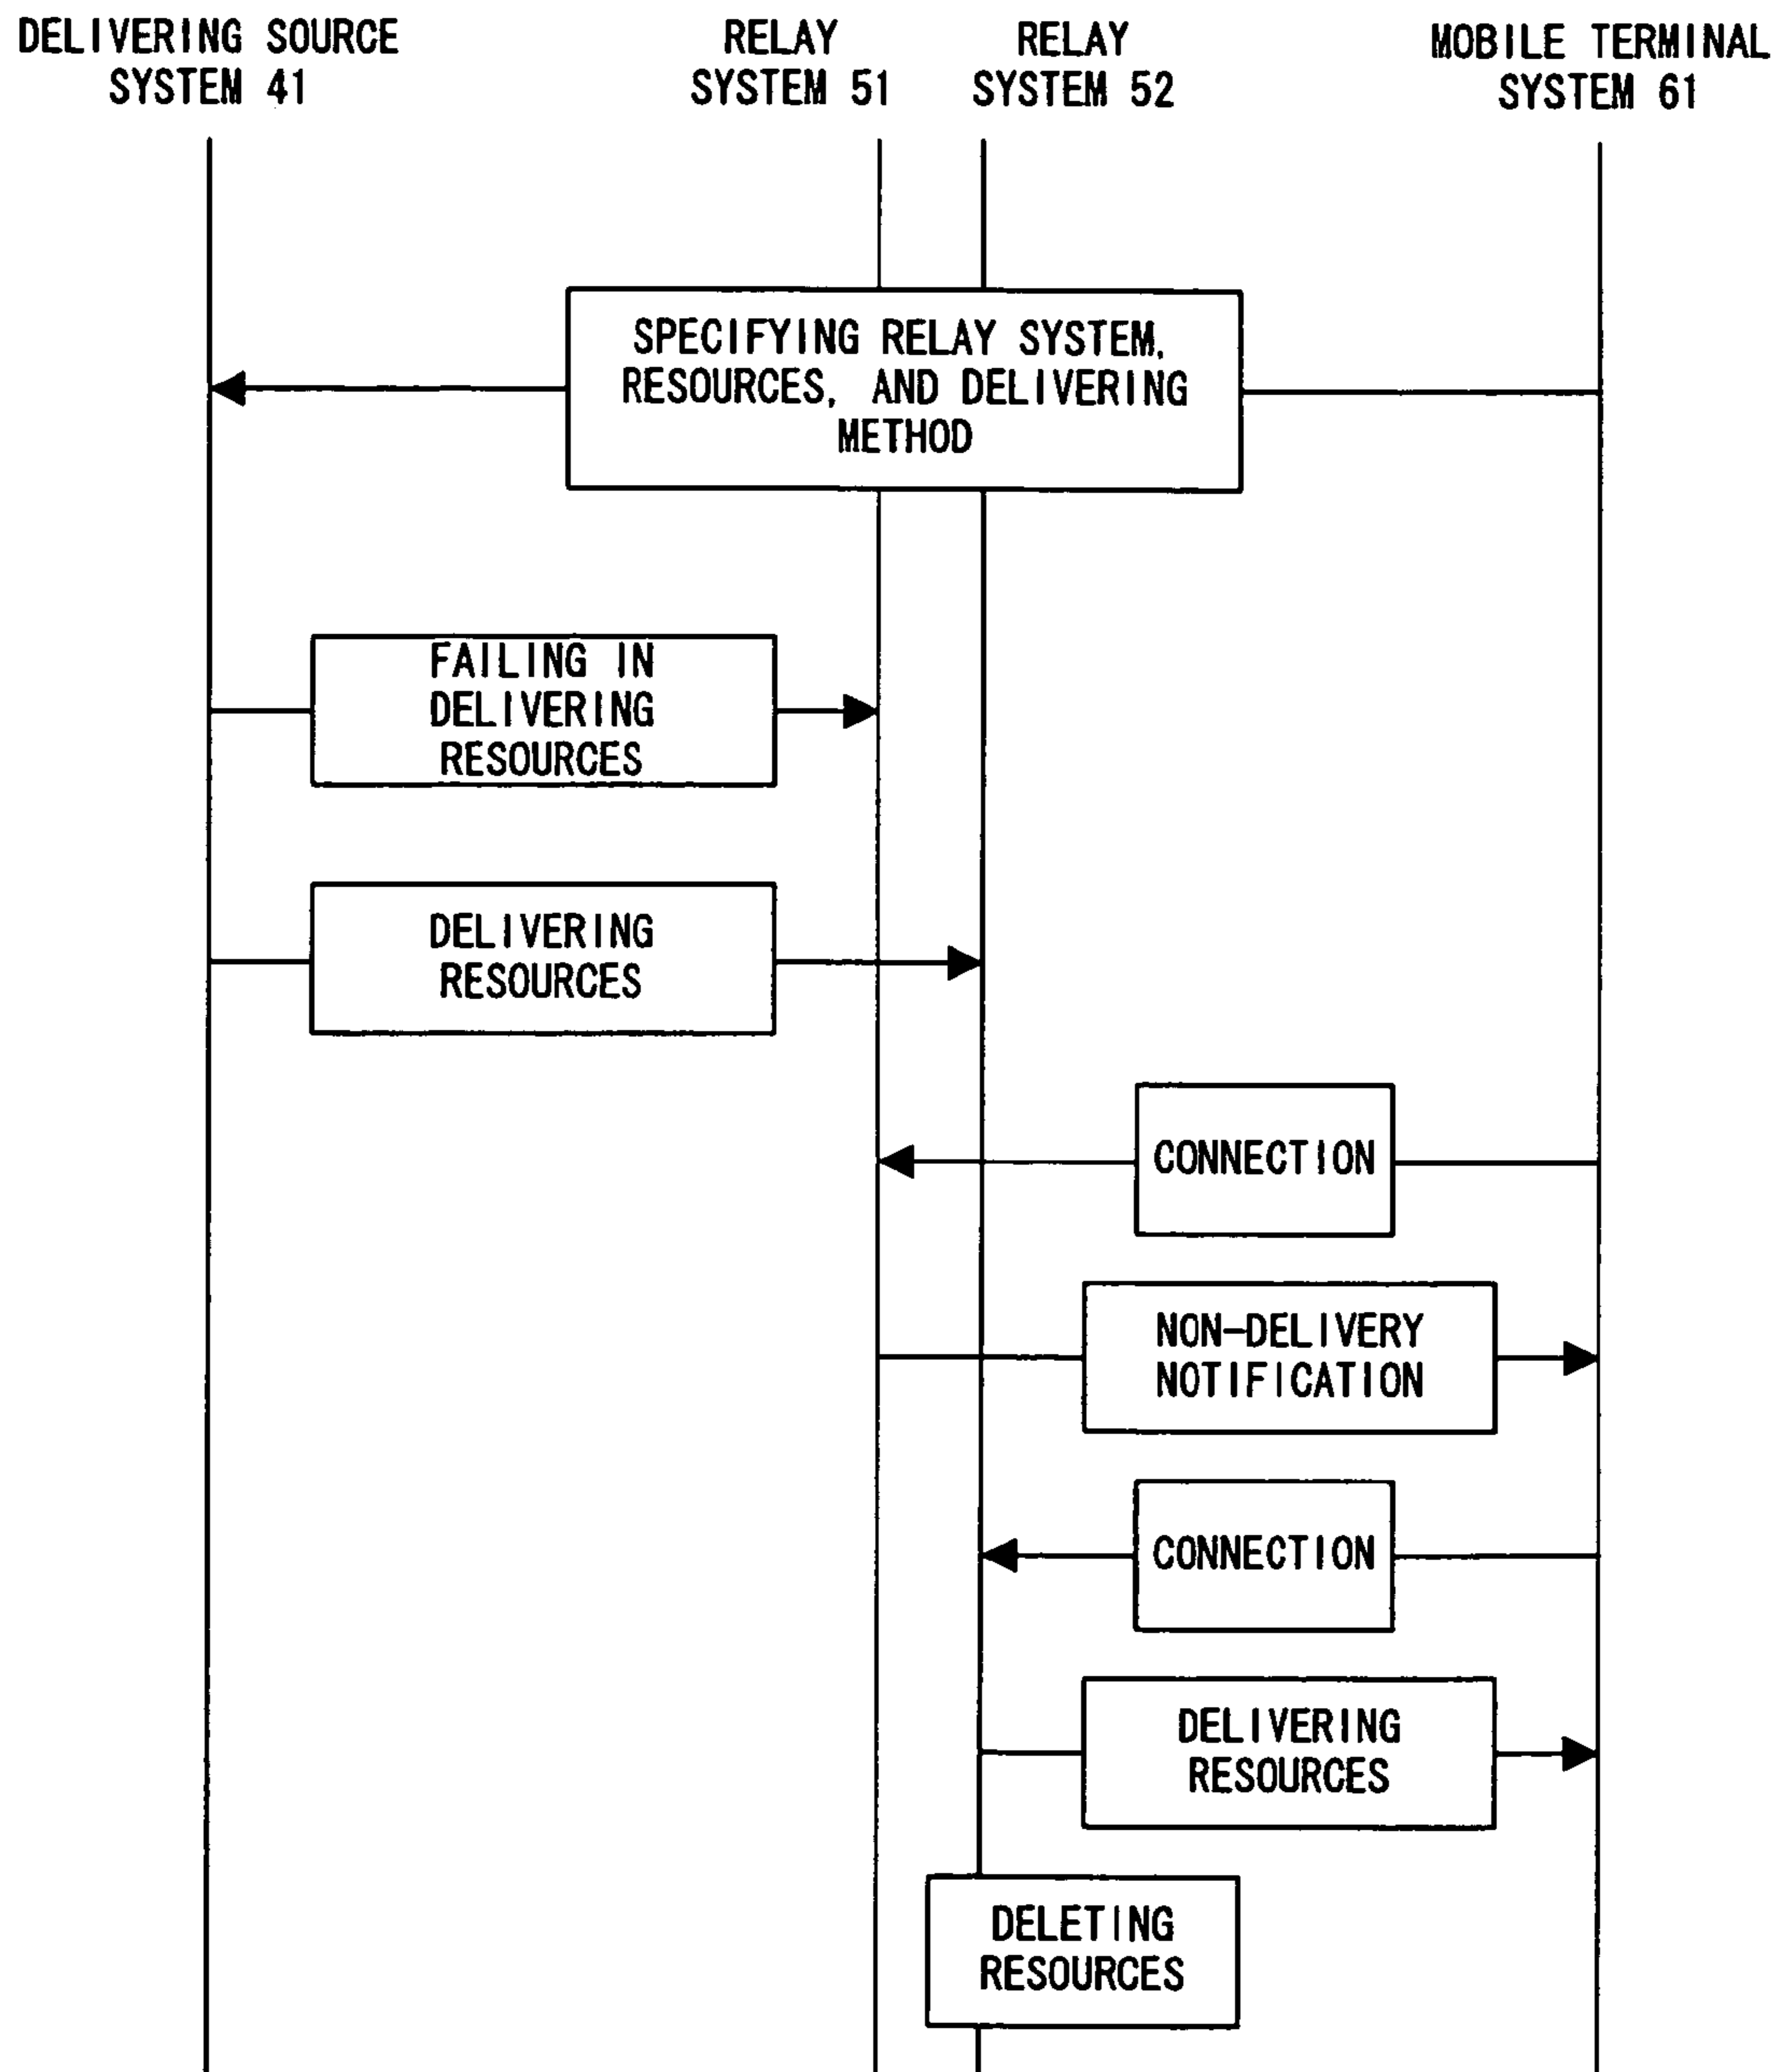 DELIVERING SOURCE
SYSTEM 41
RELAY
SYSTEM 51
RELAY
SYSTEM 52
MOBILE TERMINAL
SYSTEM 61
SPECIFYING RELAY SYSTEM,
RESOURCES, AND DELIVERING
METHOD
FAILING IN
DELIVERING
RESOURCES
DELIVERING
RESOURCES
CONNECTION
NON-DELIVERY
NOTIFICATION
CONNECTION
DELIVERING
RESOURCES
DELETING
RESOURCES